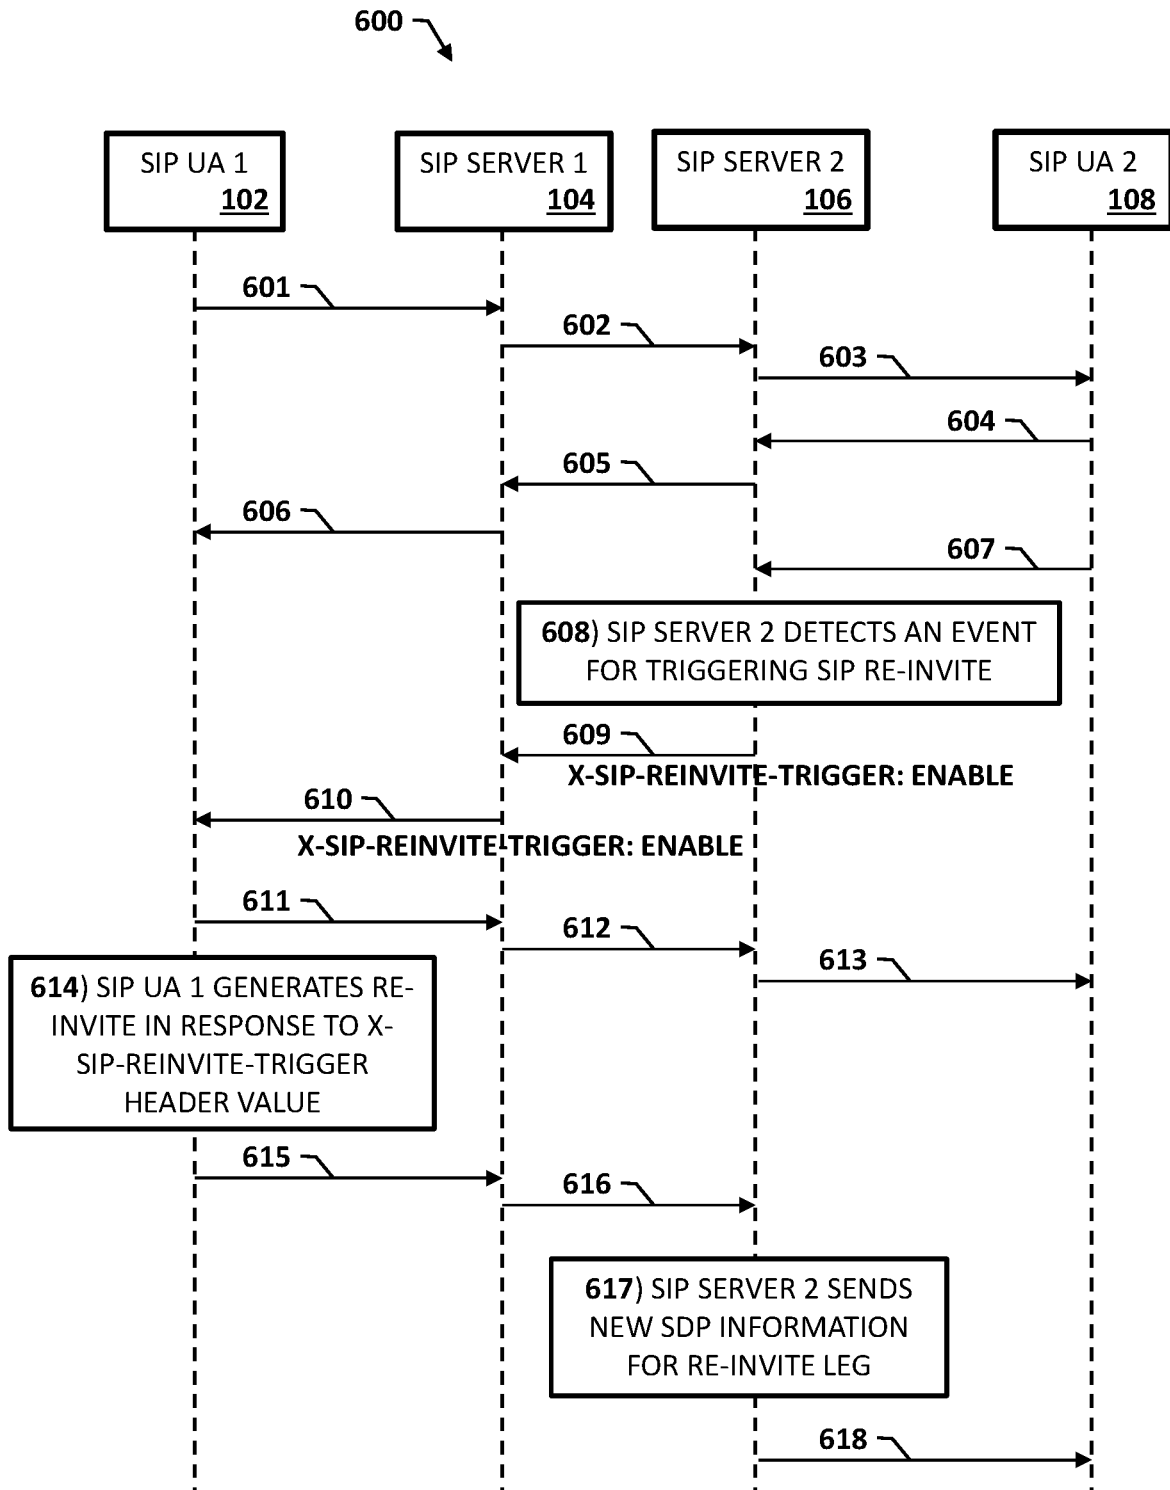 600
SIP UA 1
102
SIP SERVER 1
104
SIP SERVER 2
106
SIP UA 2
108
601
602
603
604
605
606
607
608) SIP SERVER 2 DETECTS AN EVENT
FOR TRIGGERING SIP RE-INVITE
609
X-SIP-REINVITE-TRIGGER: ENABLE
610
X-SIP-REINVITE-TRIGGER: ENABLE
611
612
613
614) SIP UA 1 GENERATES RE-
INVITE IN RESPONSE TO X-
SIP-REINVITE-TRIGGER
HEADER VALUE
615
616
617) SIP SERVER 2 SENDS
NEW SDP INFORMATION
FOR RE-INVITE LEG
618